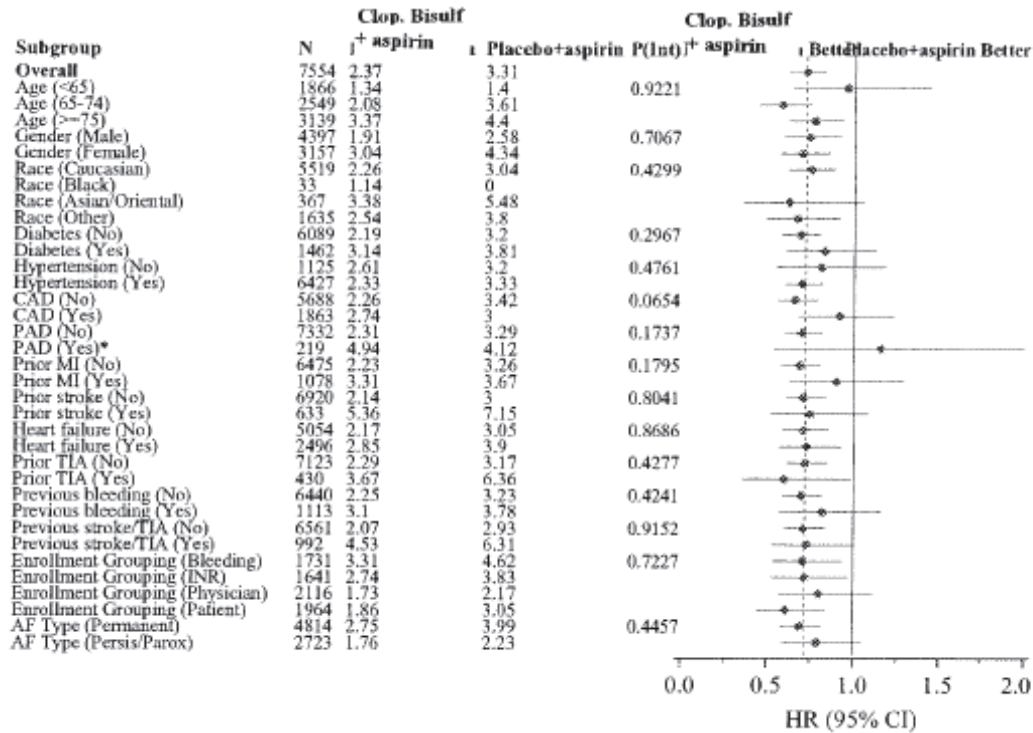 Clop. Bisulf Clop. Bisulf
Subgroup N + aspirin Placebo+aspirin P(Int) + aspirin Better Placebo+aspirin Better
Overall 7554 2.37 3.31
Age (<65) 1866 1.34 1.4 0.9221
Age (65-74) 2549 2.08 3.61
Age (>=75) 3139 3.37 4.4
Gender (Male) 4397 1.91 2.58 0.7067
Gender (Female) 3157 3.04 4.34
Race (Caucasian) 5519 2.26 3.04 0.4299
Race (Black) 33 1.14 0
Race (Asian/Oriental) 367 3.38 5.48
Race (Other) 1635 2.54 3.8
Diabetes (No) 6089 2.19 3.2 0.2967
Diabetes (Yes) 1462 3.14 3.81
Hypertension (No) 1125 2.61 3.2 0.4761
Hypertension (Yes) 6427 2.33 3.33
CAD (No) 5688 2.26 3.42 0.0654
CAD (Yes) 1863 2.74 3
PAD (No) 7332 2.31 3.29 0.1737
PAD (Yes)* 219 4.94 4.12
Prior MI (No) 6475 2.23 3.26 0.1795
Prior MI (Yes) 1078 3.31 3.67
Prior stroke (No) 6920 2.14 3 0.8041
Prior stroke (Yes) 633 5.36 7.15
Heart failure (No) 5054 2.17 3.05 0.8686
Heart failure (Yes) 2496 2.85 3.9
Prior TIA (No) 7123 2.29 3.17 0.4277
Prior TIA (Yes) 430 3.67 6.36
Previous bleeding (No) 6440 2.25 3.23 0.4241
Previous bleeding (Yes) 1113 3.1 3.78
Previous stroke/TIA (No) 6561 2.07 2.93 0.9152
Previous stroke/TIA (Yes) 992 4.53 6.31
Enrollment Grouping (Bleeding) 1731 3.31 4.62 0.7227
Enrollment Grouping (INR) 1641 2.74 3.83
Enrollment Grouping (Physician) 2116 1.73 2.17
Enrollment Grouping (Patient) 1964 1.86 3.05
AF Type (Permanent) 4814 2.75 3.99 0.4457
AF Type (Persis/Parox) 2723 1.76 2.23
0.0 0.5 1.0 1.5 2.0
HR (95% CI)